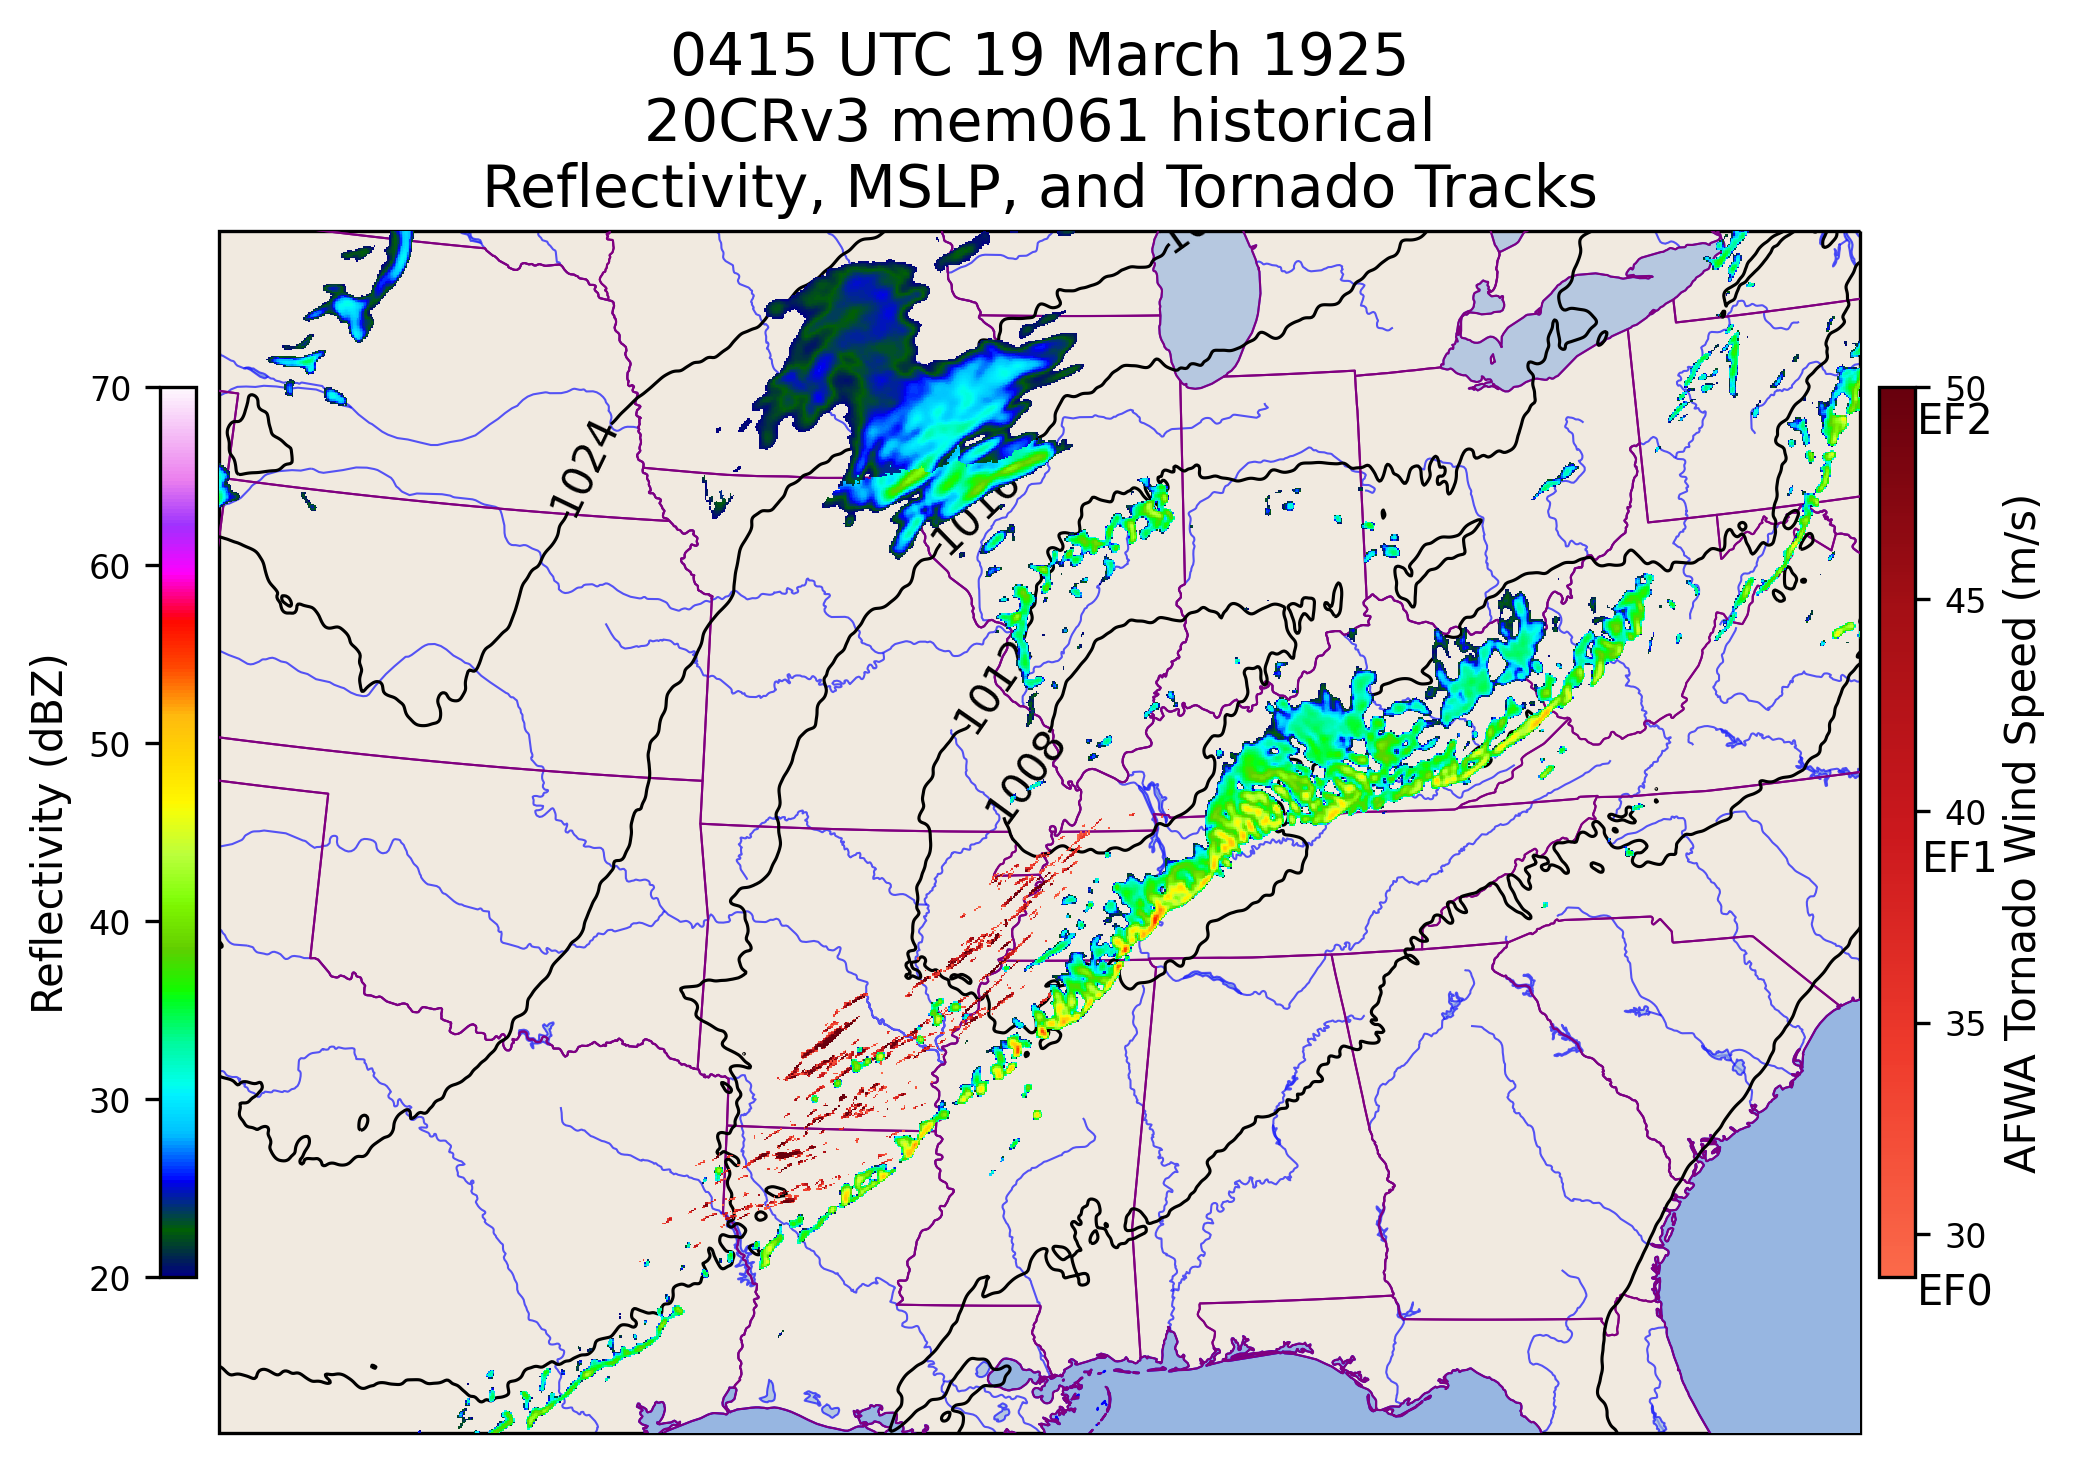 0415 UTC 19 March 1925
20CRv3 mem061 historical
Reflectivity, MSLP, and Tornado Tracks
70
60
50
40
30
20
Reflectivity (dBZ)
1024
1016
1012
1008
50
EF2
45
40
EF1
35
30
EF0
AFWA Tornado Wind Speed (m/s)